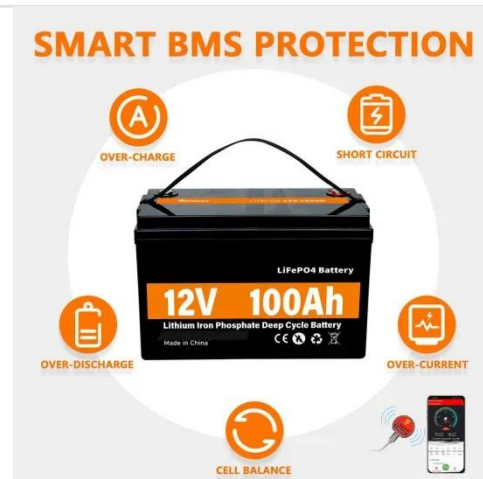 SMART BMS PROTECTION
A
OVER-CHARGE
SHORT CIRCUIT
LiFePO4 Battery
12V 100Ah
Lithium Iron Phosphate Deep Cycle Battery
Made in China
CE
OVER-DISCHARGE
OVER-CURRENT
CELL BALANCE